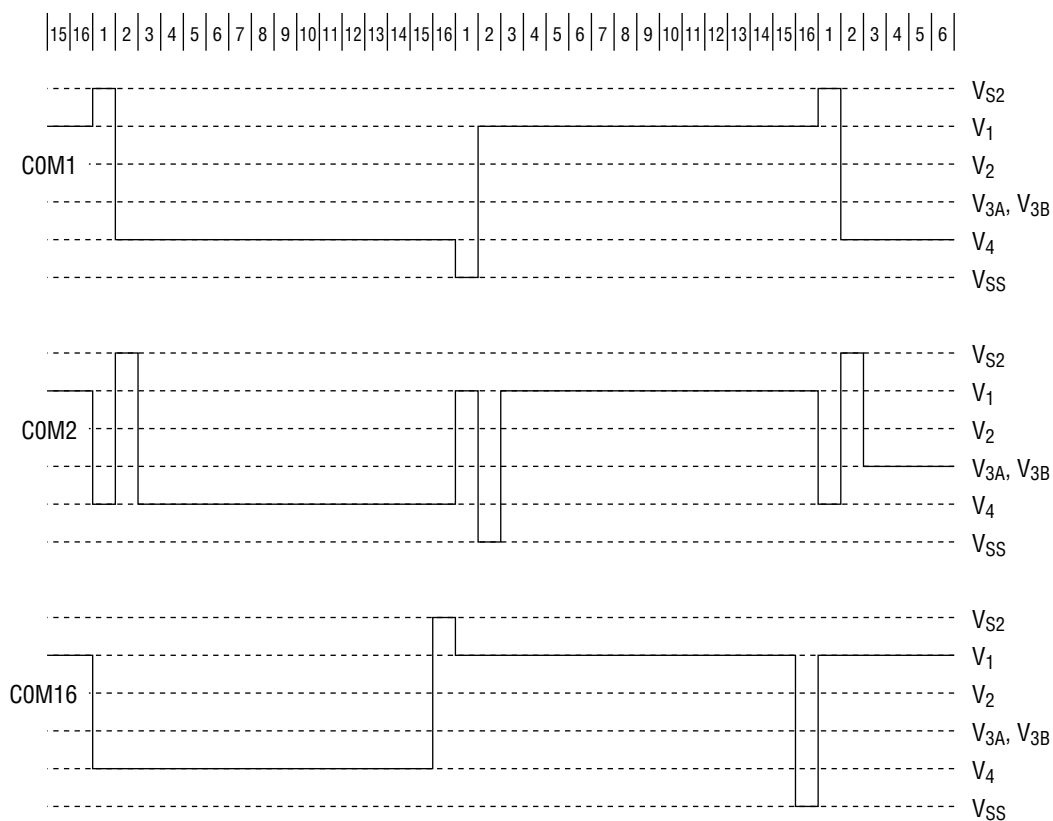 15 16 1 2 3 4 5 6 7 8 9 10 11 12 13 14 15 16 1 2 3 4 5 6 7 8 9 10 11 12 13 14 15 16 1 2 3 4 5 6
VS2
V1
COM1 V2
V3A, V3B
V4
VSS
VS2
V1
COM2 V2
V3A, V3B
V4
VSS
VS2
V1
COM16 V2
V3A, V3B
V4
VSS